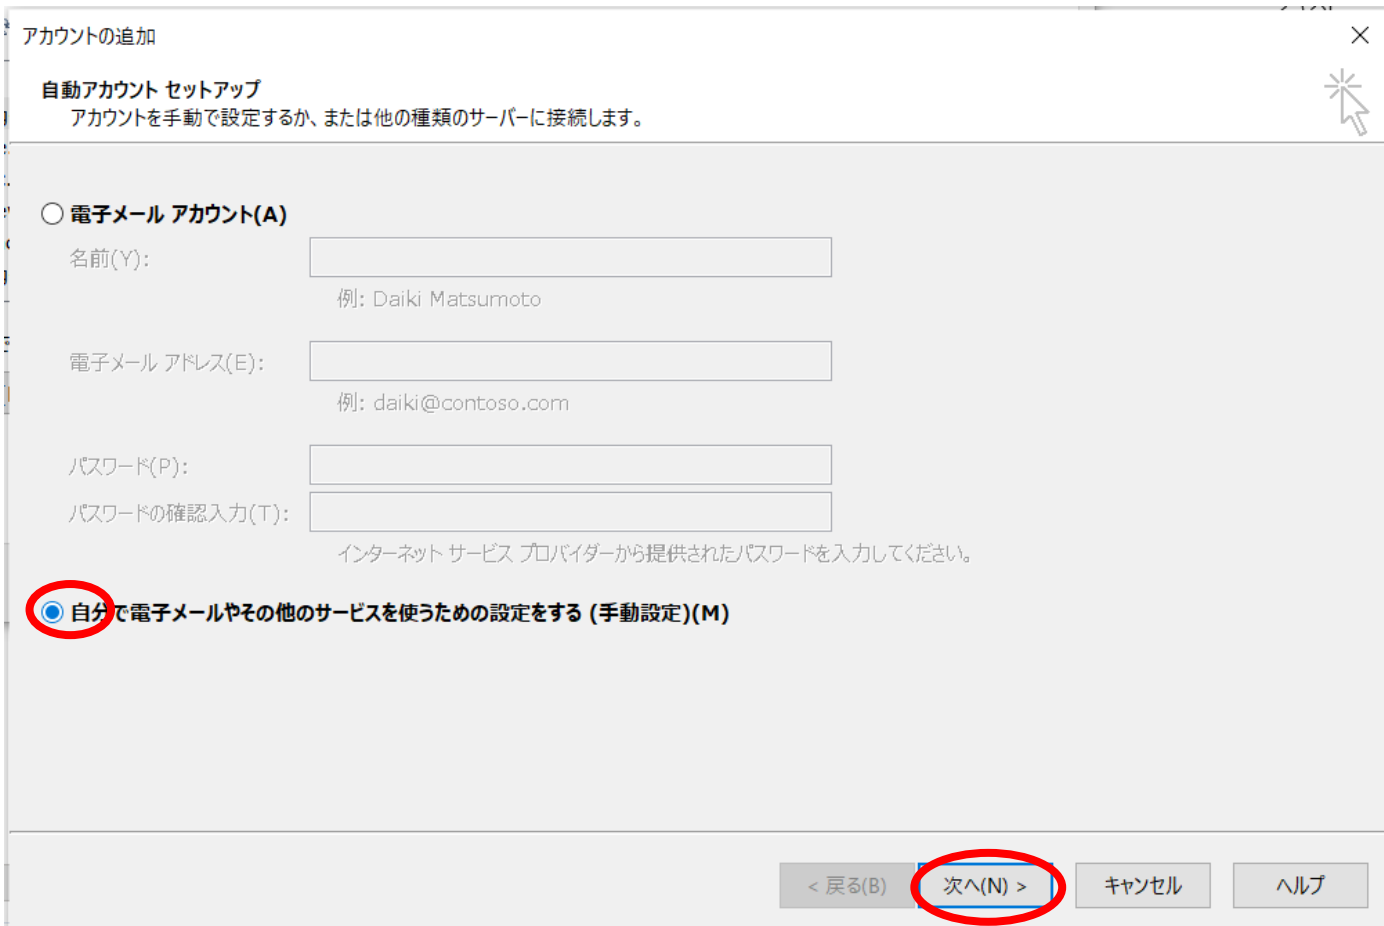 アカウントの追加
自動アカウント セットアップ
アカウントを手動で設定するか、または他の種類のサーバーに接続します。
電子メール アカウント(A)
名前(Y):
例: Daiki Matsumoto
電子メール アドレス(E):
例: daiki@contoso.com
パスワード(P):
パスワードの確認入力(T):
インターネット サービス プロバイダーから提供されたパスワードを入力してください。
自分で電子メールやその他のサービスを使うための設定をする (手動設定)(M)
< 戻る(B) 次へ(N) > キャンセル ヘルプ